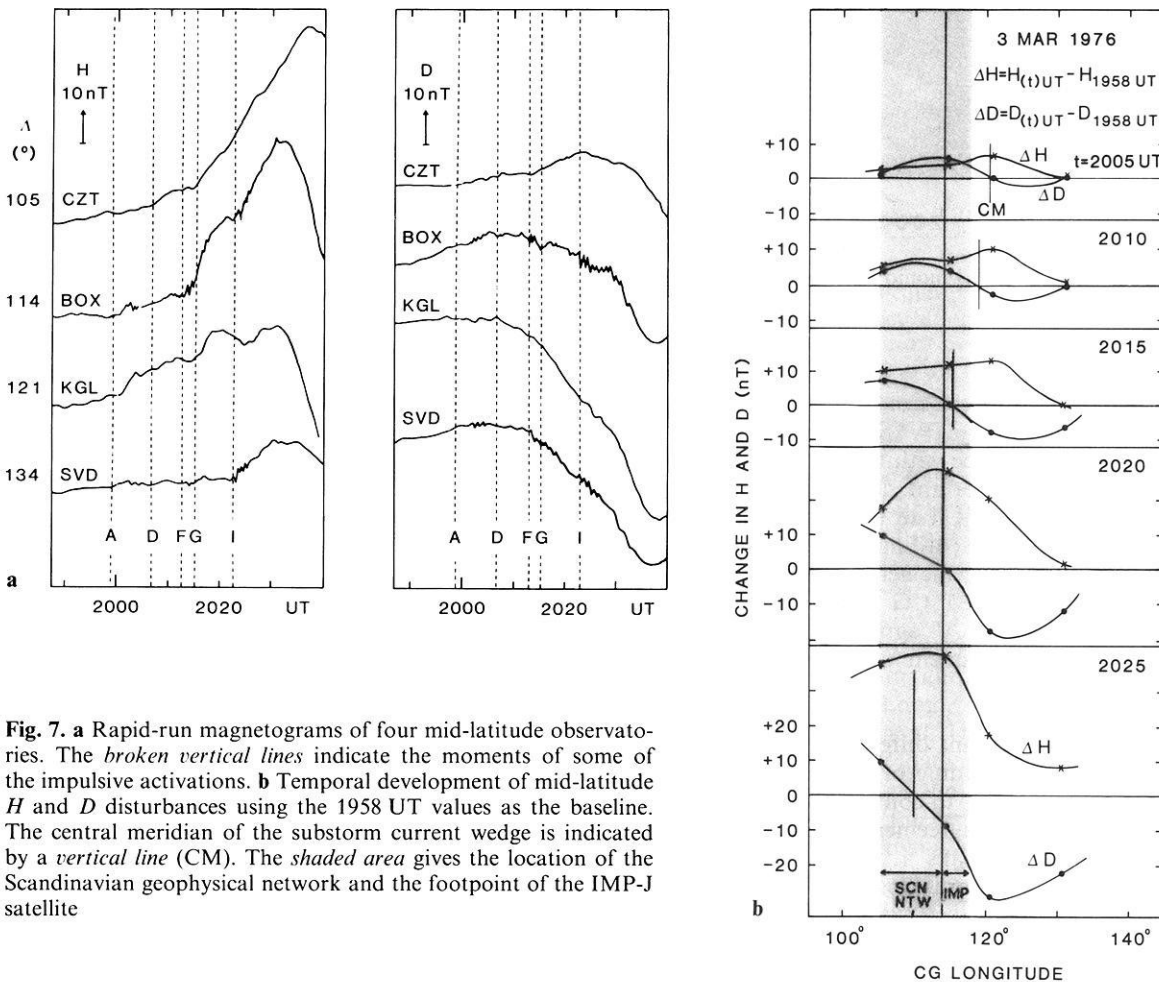 H
10 nT
Λ
(°)
105
114
121
134
CZT
BOX
KGL
SVD
A D F G I
a
2000 2020 UT
D
10 nT
CZT
BOX
KGL
SVD
A D F G I
2000 2020 UT
3 MAR 1976
ΔH=H(t)UT - H1958 UT
ΔD=D(t)UT - D1958 UT
t=2005 UT
+10
0
-10
ΔH
ΔD
CM
2010
+10
0
-10
2015
+10
0
-10
2020
+10
0
-10
2025
+20
+10
0
-10
-20
ΔH
ΔD
SCN
NTW
IMP
b
CHANGE IN H AND D (nT)
100° 120° 140°
CG LONGITUDE
Fig. 7. a Rapid-run magnetograms of four mid-latitude observato-
ries. The broken vertical lines indicate the moments of some of
the impulsive activations. b Temporal development of mid-latitude
H and D disturbances using the 1958 UT values as the baseline.
The central meridian of the substorm current wedge is indicated
by a vertical line (CM). The shaded area gives the location of the
Scandinavian geophysical network and the footpoint of the IMP-J
satellite